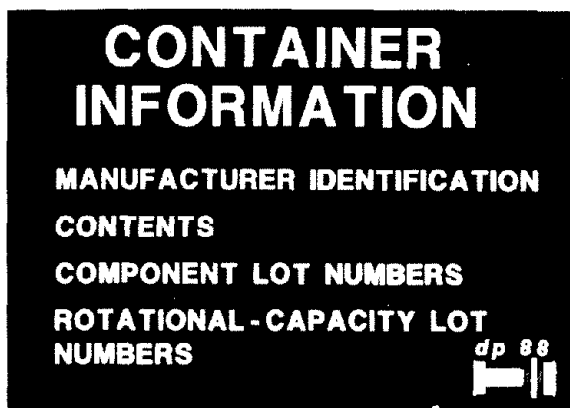 CONTAINER
INFORMATION
MANUFACTURER IDENTIFICATION
CONTENTS
COMPONENT LOT NUMBERS
ROTATIONAL-CAPACITY LOT
NUMBERS
dp 88